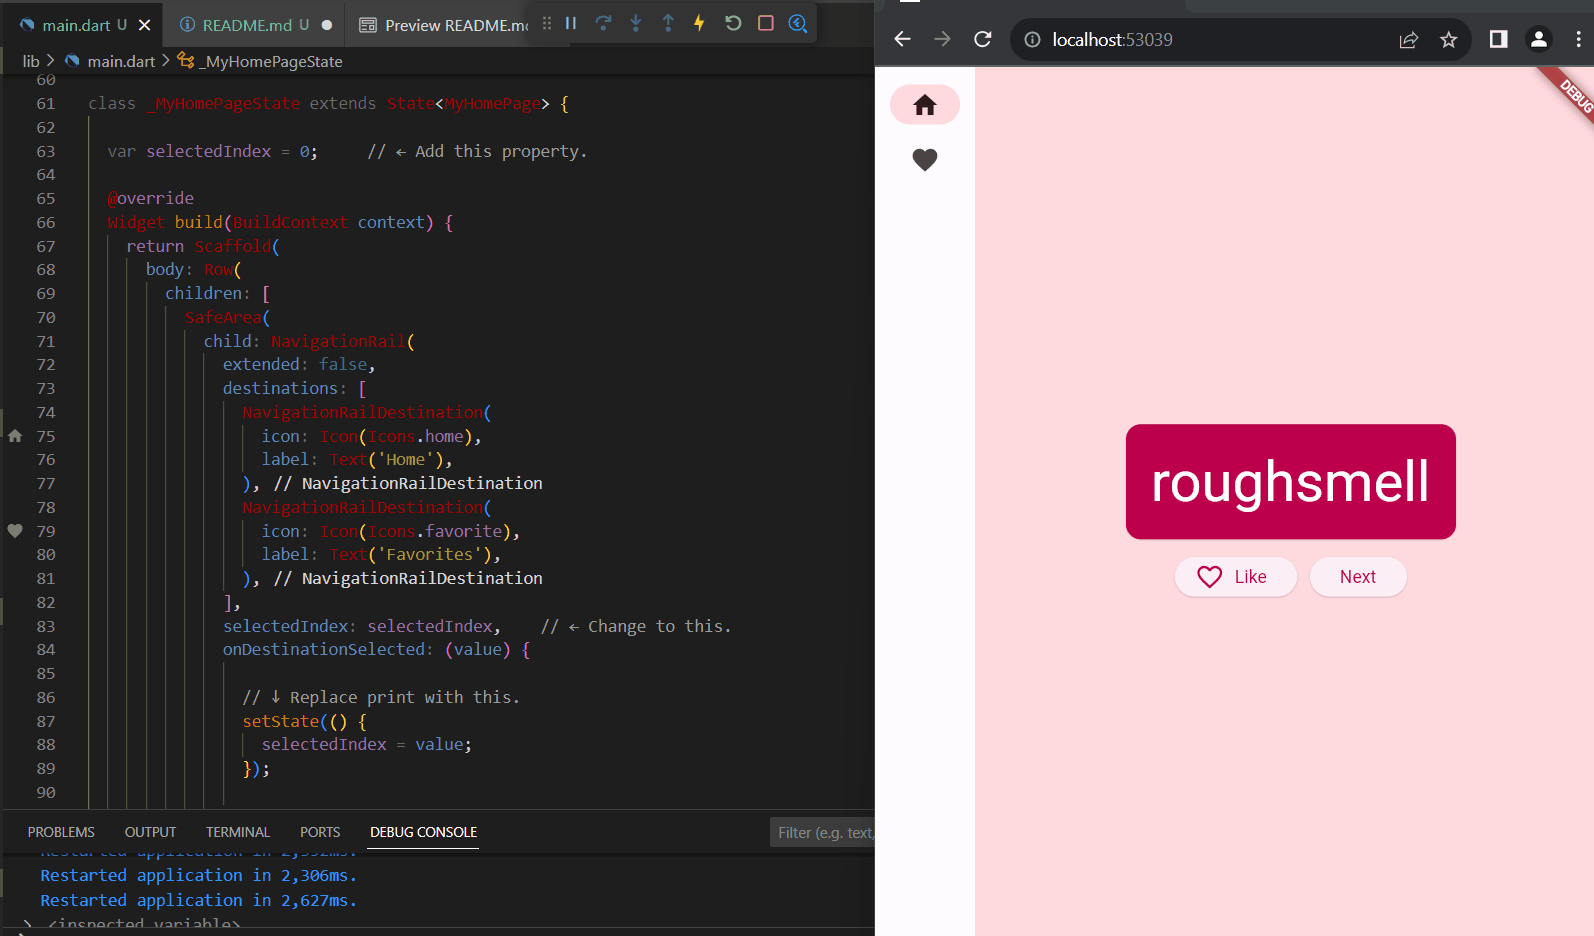 main.dart U
README.md U
Preview README.mc
lib > main.dart > _MyHomePageState
60
61 class _MyHomePageState extends State<MyHomePage> {
62
63 var selectedIndex = 0; // ← Add this property.
64
65 @override
66 Widget build(BuildContext context) {
67 return Scaffold(
68 body: Row(
69 children: [
70 SafeArea(
71 child: NavigationRail(
72 extended: false,
73 destinations: [
74 NavigationRailDestination(
75 icon: Icon(Icons.home),
76 label: Text('Home'),
77 ), // NavigationRailDestination
78 NavigationRailDestination(
79 icon: Icon(Icons.favorite),
80 label: Text('Favorites'),
81 ), // NavigationRailDestination
82 ],
83 selectedIndex: selectedIndex, // ← Change to this.
84 onDestinationSelected: (value) {
85
86 // ↓ Replace print with this.
87 setState(() {
88 selectedIndex = value;
89 });
90
PROBLEMS OUTPUT TERMINAL PORTS DEBUG CONSOLE
Filter (e.g. text,
Restarted application in 2,392ms.
Restarted application in 2,306ms.
Restarted application in 2,627ms.
> <inspected variable>
localhost:53039
DEBUG
roughsmell
Like
Next